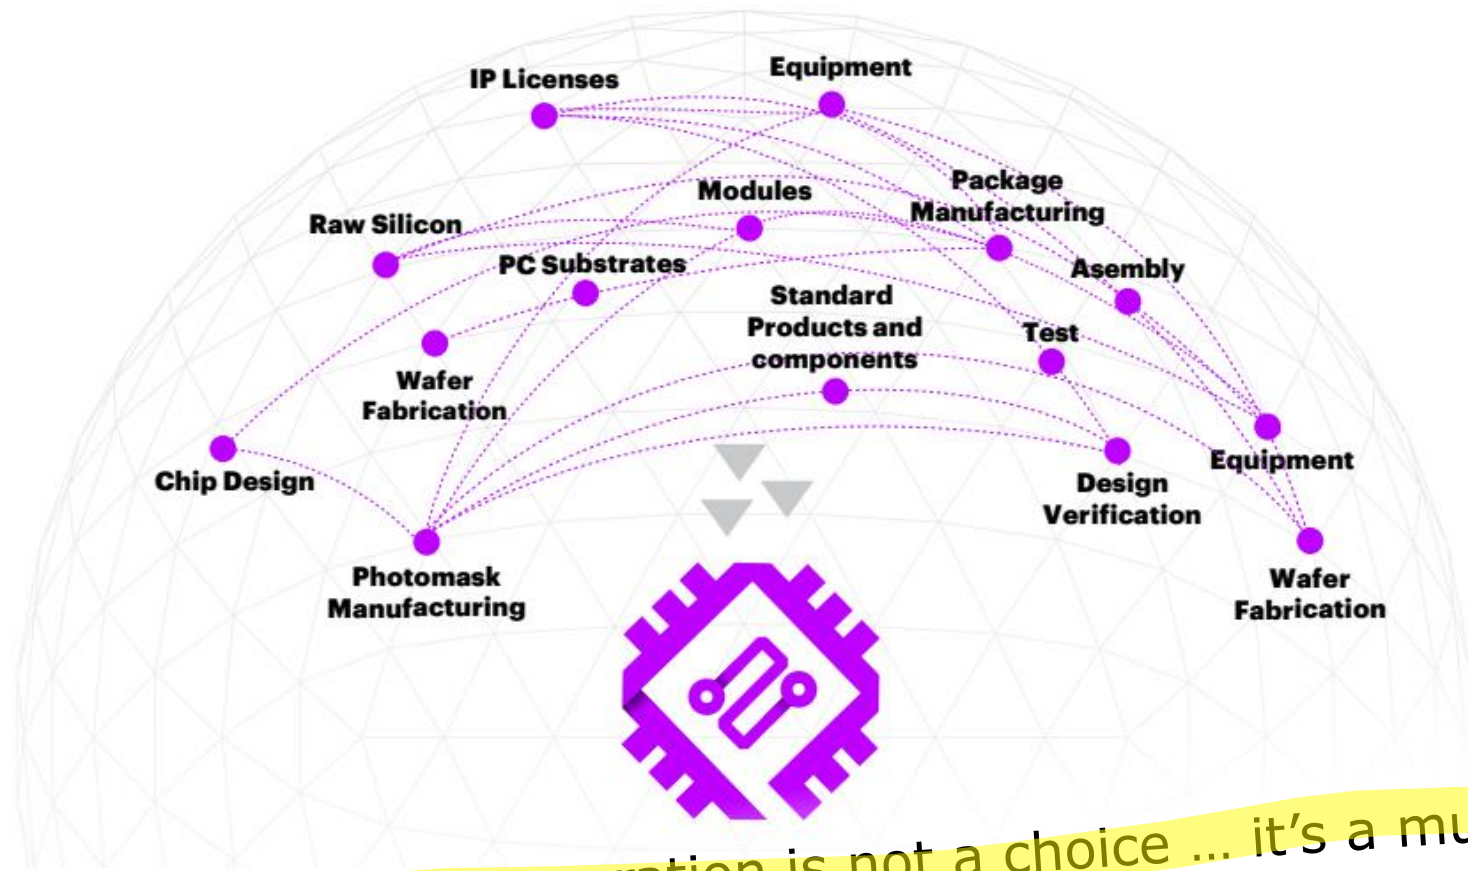 IP Licenses
Equipment
Modules
Package
Manufacturing
Raw Silicon
PC Substrates
Asembly
Standard
Products and
components
Test
Wafer
Fabrication
Chip Design
Equipment
Design
Verification
Photomask
Manufacturing
Wafer
Fabrication
is not a choice ... it's a